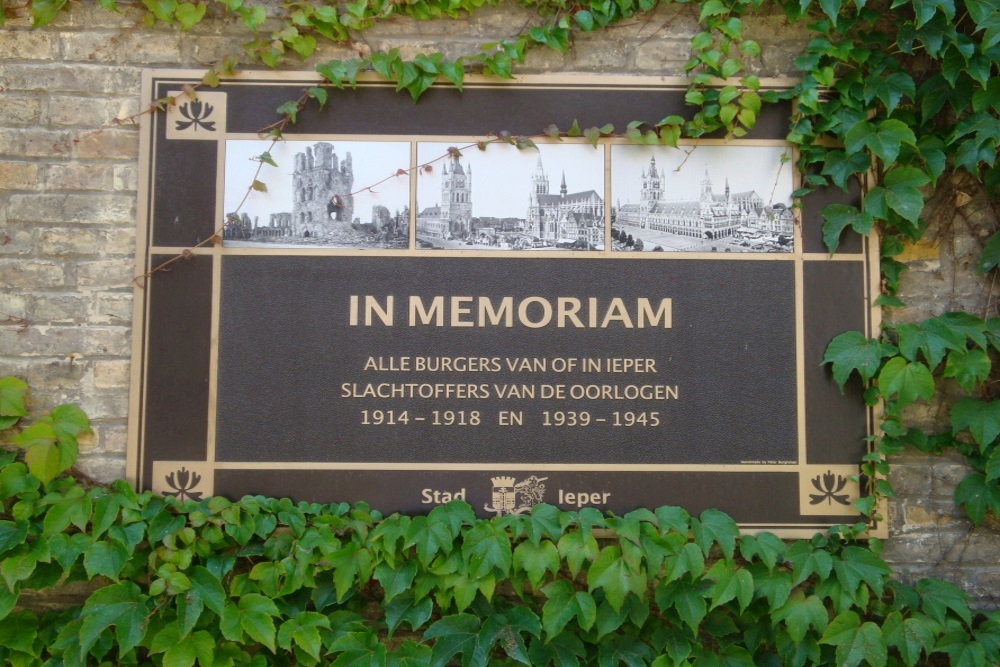 IN MEMORIAM
ALLE BURGERS VAN OF IN IEPER
SLACHTOFFERS VAN DE OORLOGEN
1914 – 1918 EN 1939 – 1945
Stad Ieper